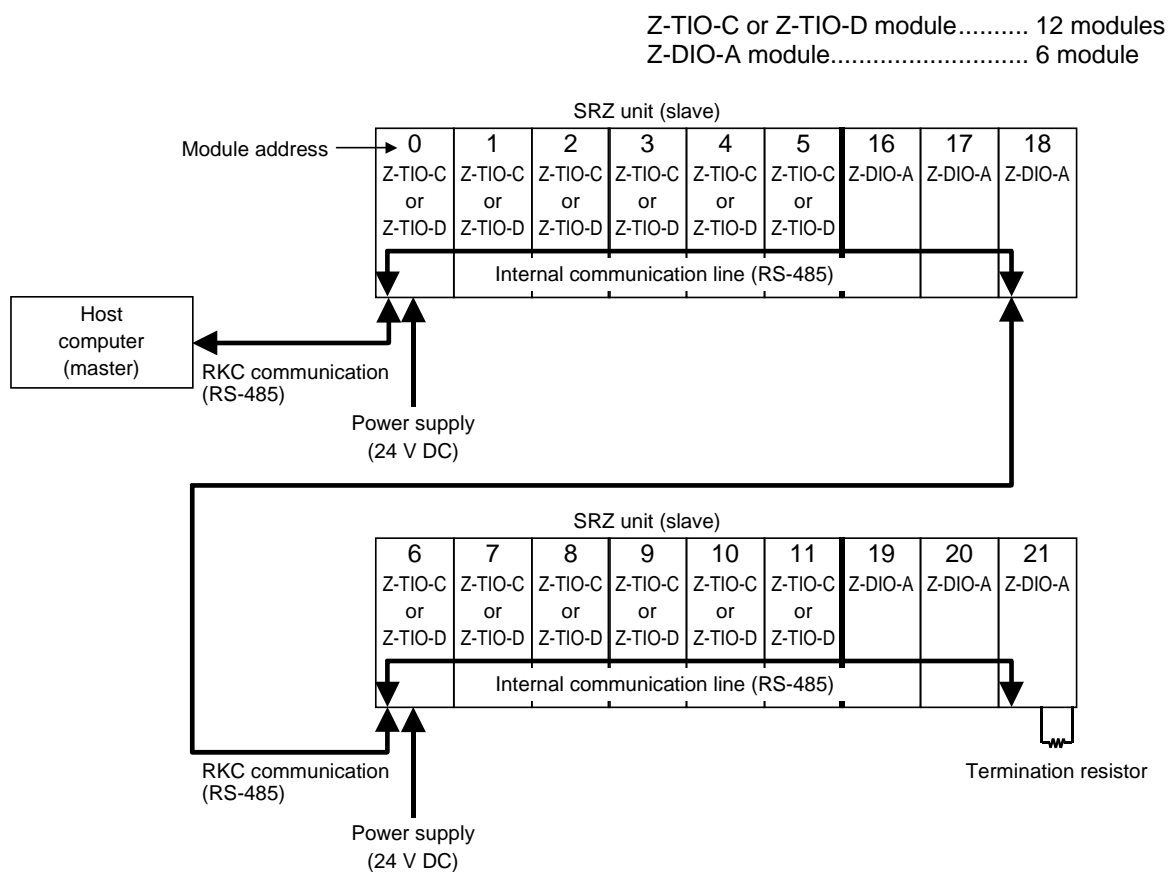 Z-TIO-C or Z-TIO-D module.......... 12 modules
Z-DIO-A module............................ 6 module
SRZ unit (slave)
Module address
0 1 2 3 4 5 16 17 18
Z-TIO-C Z-TIO-C Z-TIO-C Z-TIO-C Z-TIO-C Z-TIO-C Z-DIO-A Z-DIO-A Z-DIO-A
or or or or or or
Z-TIO-D Z-TIO-D Z-TIO-D Z-TIO-D Z-TIO-D Z-TIO-D
Internal communication line (RS-485)
Host
computer
(master)
RKC communication
(RS-485)
Power supply
(24 V DC)
SRZ unit (slave)
6 7 8 9 10 11 19 20 21
Z-TIO-C Z-TIO-C Z-TIO-C Z-TIO-C Z-TIO-C Z-TIO-C Z-DIO-A Z-DIO-A Z-DIO-A
or or or or or or
Z-TIO-D Z-TIO-D Z-TIO-D Z-TIO-D Z-TIO-D Z-TIO-D
Internal communication line (RS-485)
RKC communication
(RS-485)
Termination resistor
Power supply
(24 V DC)